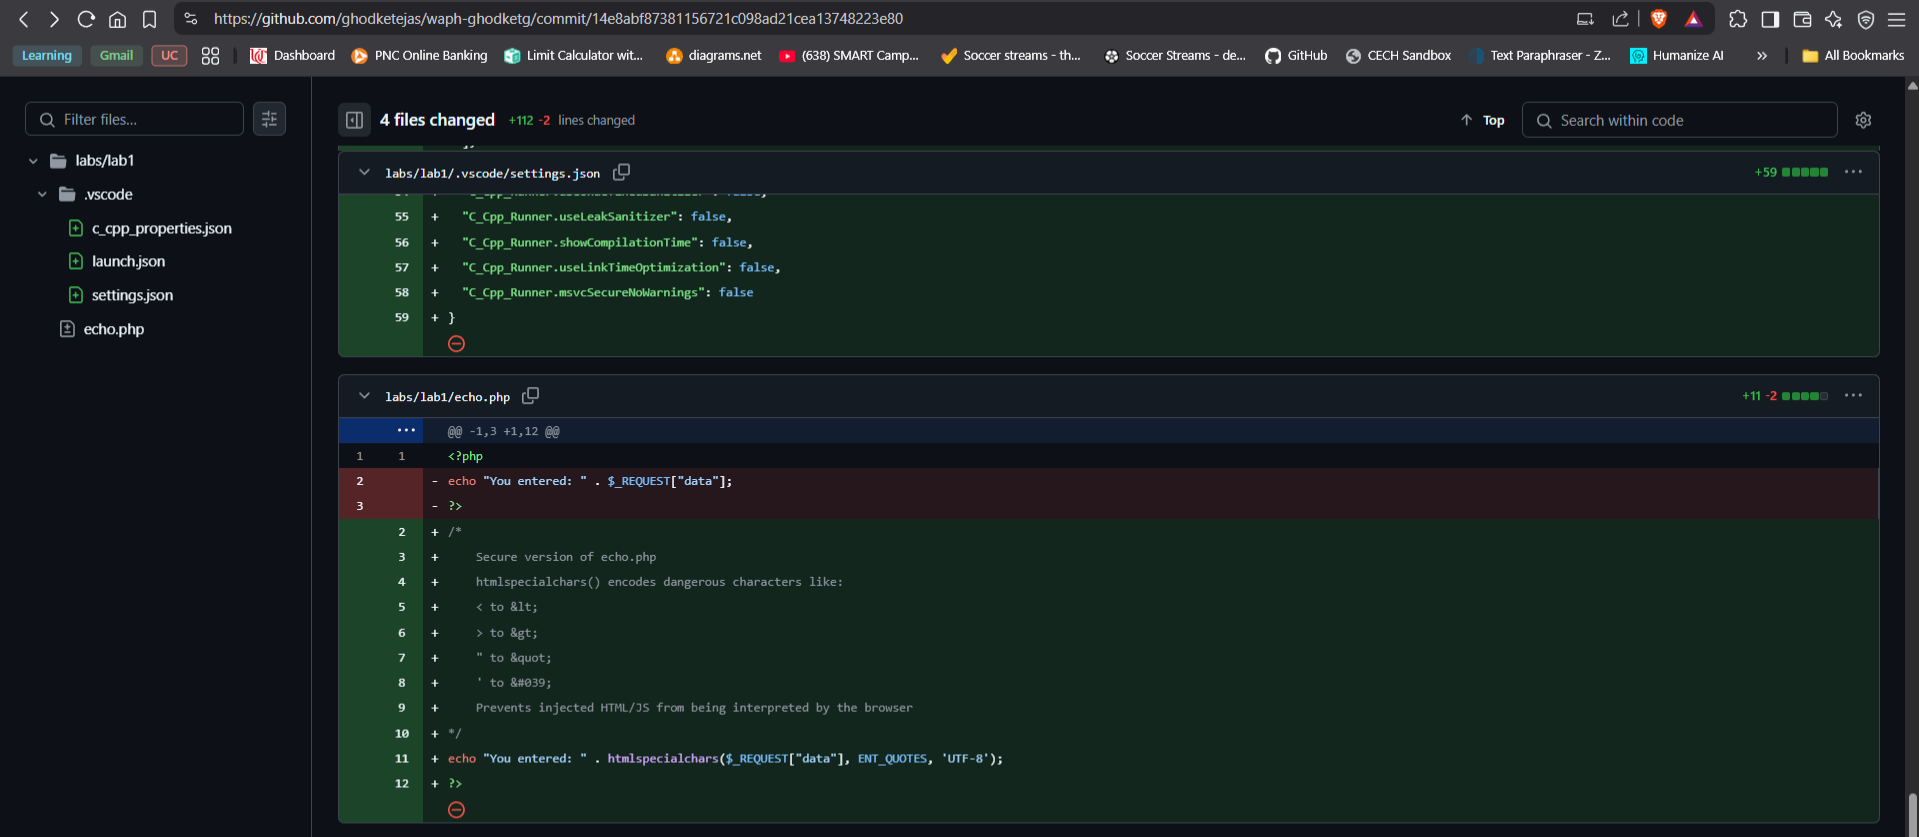 https://github.com/ghodketejas/waph-ghodketg/commit/14e8abf87381156721c098ad21cea13748223e80
Learning Gmail UC Dashboard PNC Online Banking Limit Calculator wit... diagrams.net (638) SMART Camp... Soccer streams - th... Soccer Streams - de... GitHub CECH Sandbox Text Paraphraser - Z... Humanize AI » All Bookmarks
Filter files...
labs/lab1
.vscode
c_cpp_properties.json
launch.json
settings.json
echo.php
4 files changed +112 -2 lines changed
Top
Search within code
labs/lab1/.vscode/settings.json +59
55 + "C_Cpp_Runner.useLeakSanitizer": false,
56 + "C_Cpp_Runner.showCompilationTime": false,
57 + "C_Cpp_Runner.useLinkTimeOptimization": false,
58 + "C_Cpp_Runner.msvcSecureNoWarnings": false
59 + }
labs/lab1/echo.php +11 -2
@@ -1,3 +1,12 @@
1 1 <?php
2 - echo "You entered: " . $_REQUEST["data"];
3 - ?>
2 + /*
3 + Secure version of echo.php
4 + htmlspecialchars() encodes dangerous characters like:
5 + < to &lt;
6 + > to &gt;
7 + " to &quot;
8 + ' to &#039;
9 + Prevents injected HTML/JS from being interpreted by the browser
10 + */
11 + echo "You entered: " . htmlspecialchars($_REQUEST["data"], ENT_QUOTES, 'UTF-8');
12 + ?>